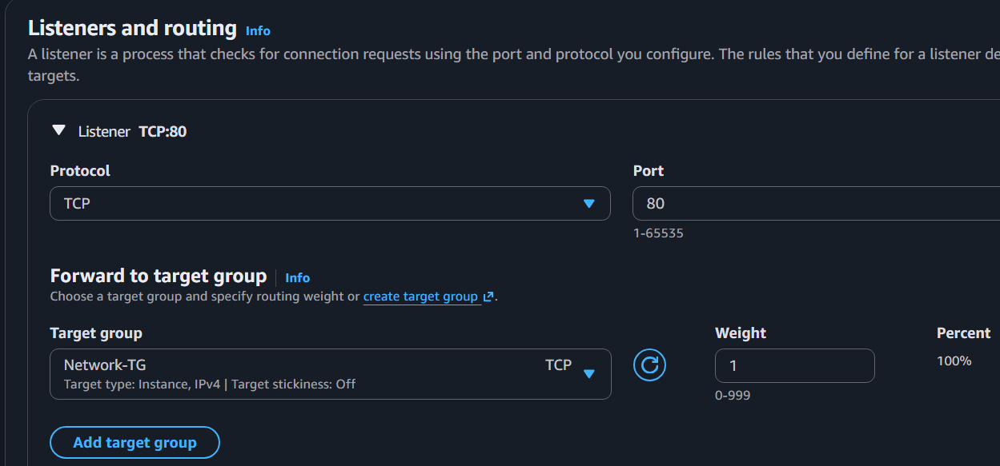 Listeners and routing Info
A listener is a process that checks for connection requests using the port and protocol you configure. The rules that you define for a listener
targets.
Listener TCP:80
Protocol
Port
TCP
80
1-65535
Forward to target group Info
Choose a target group and specify routing weight or create target group.
Target group
Weight
Percent
Network-TG TCP
Target type: Instance, IPv4 | Target stickiness: Off
1
100%
0-999
Add target group